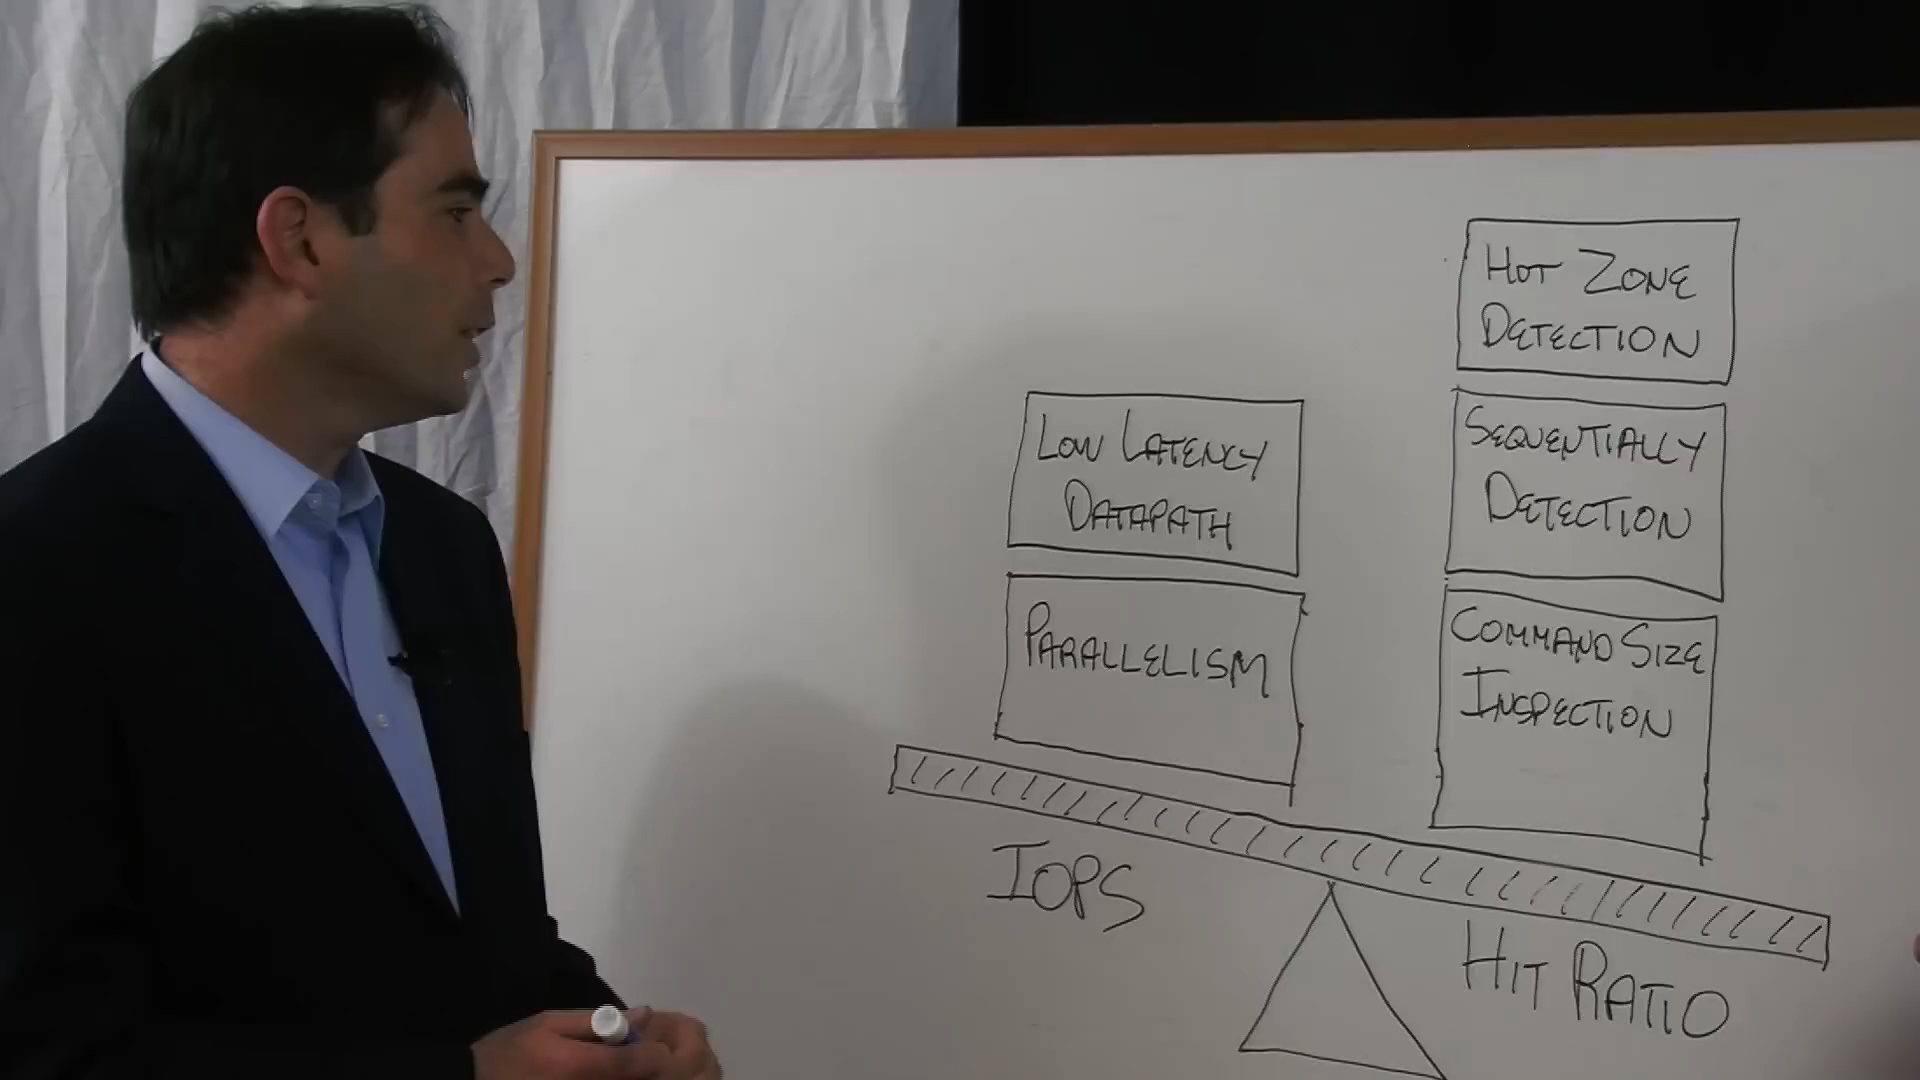 LOW LATENCY
DATAPATH
PARALLELISM
IOPS
HOT ZONE
DETECTION
SEQUENTIALLY
DETECTION
COMMAND SIZE
INSPECTION
HIT RATIO